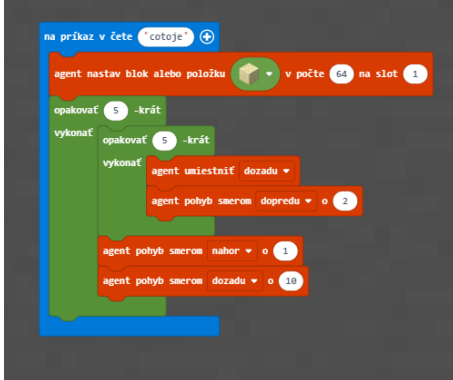 na príkaz v čete "cotoje"
agent nastav blok alebo položku v počte 64 na slot 1
opakovať 5 -krát
vykonať
opakovať 5 -krát
vykonať
agent umiestniť dozadu
agent pohyb smerom dopredu o 2
agent pohyb smerom nahor o 1
agent pohyb smerom dozadu o 10